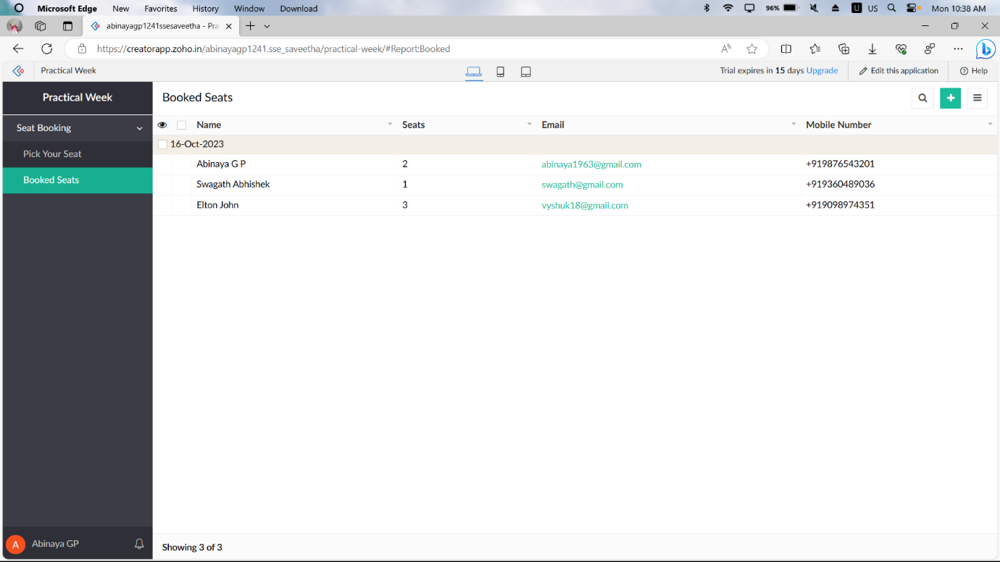 Microsoft Edge New Favorites History Window Download 96% U US Mon 10:38 AM
abinayagp1241ssesaveetha - Pra
https://creatorapp.zoho.in/abinayagp1241.sse_saveetha/practical-week/#Report:Booked
Practical Week Trial expires in 15 days Upgrade Edit this application Help
Practical Week
Booked Seats
Seat Booking
Pick Your Seat
Booked Seats
Name Seats Email Mobile Number
16-Oct-2023
Abinaya G P 2 abinaya1963@gmail.com +919876543201
Swagath Abhishek 1 swagath@gmail.com +919360489036
Elton John 3 vyshuk18@gmail.com +919098974351
A Abinaya GP
Showing 3 of 3